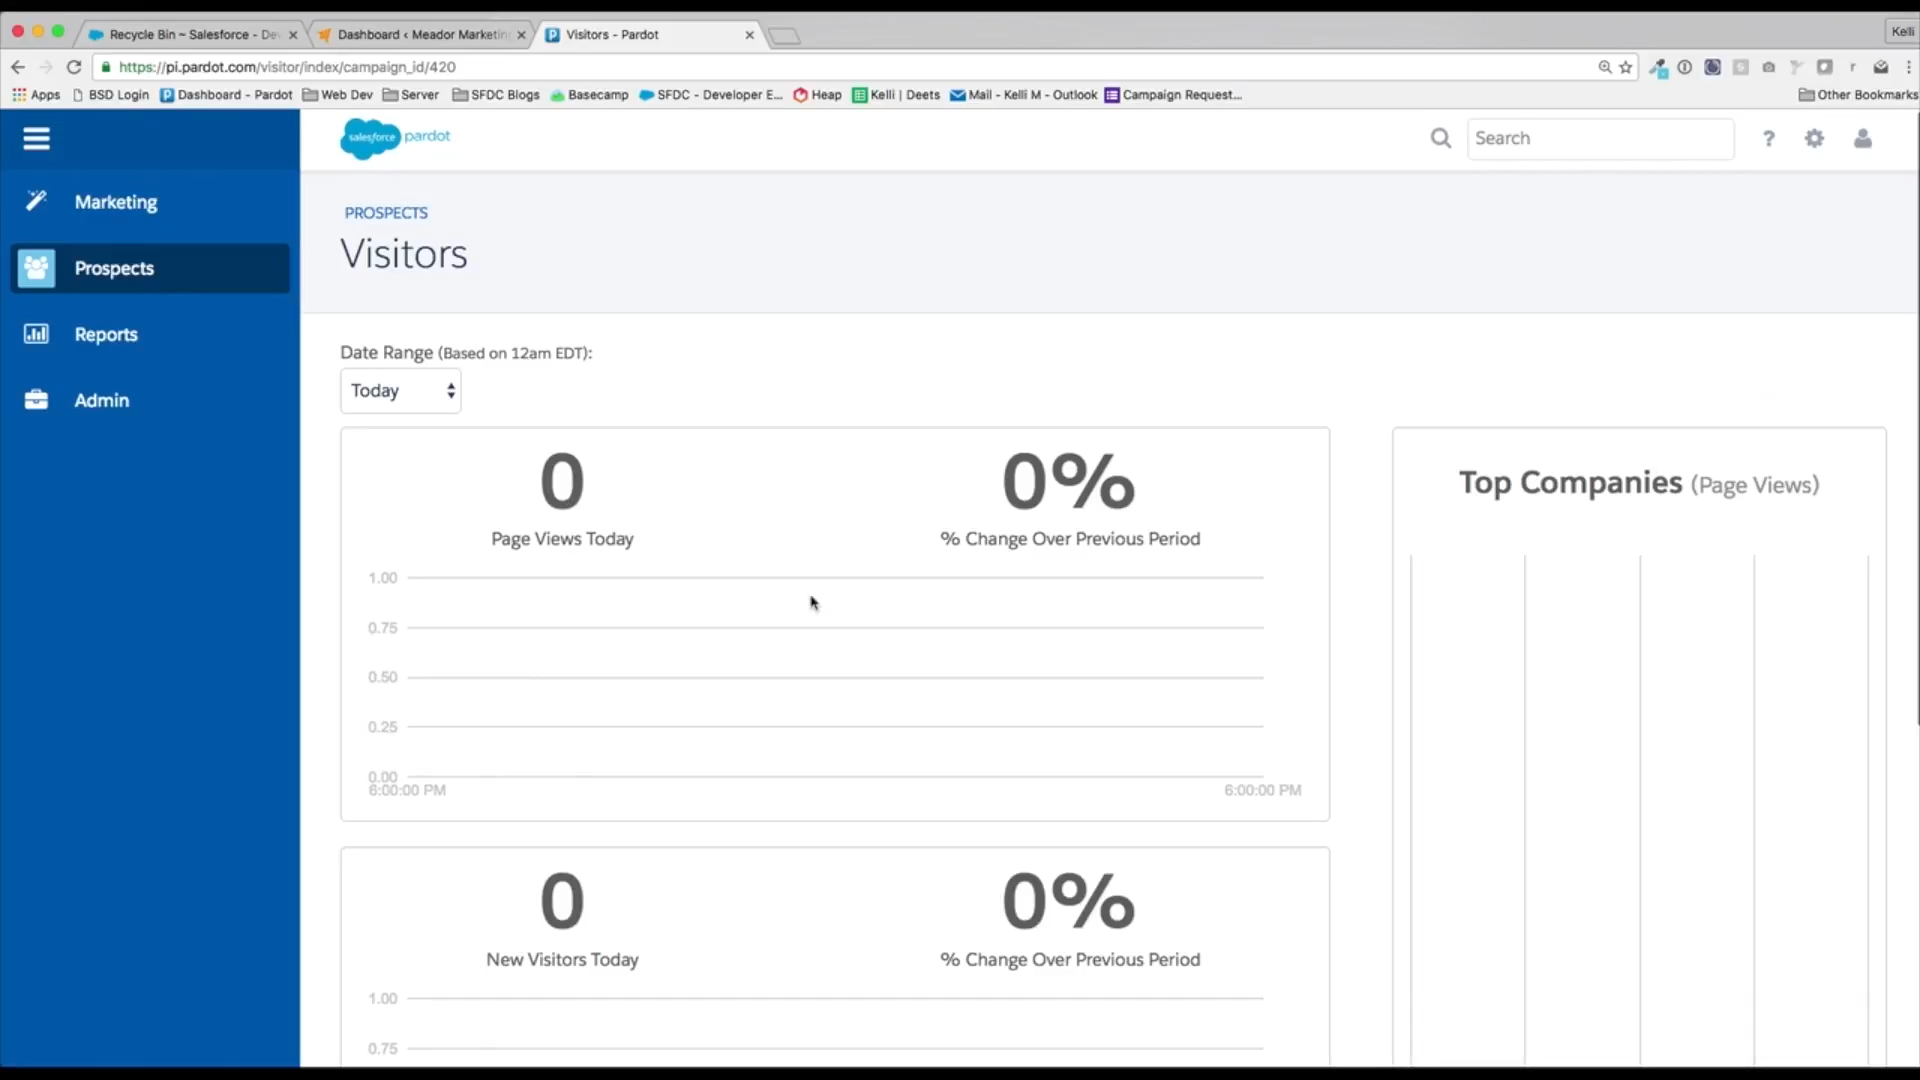 Recycle Bin ~ Salesforce - De
Dashboard ‹ Meador Marketin
Visitors - Pardot
Kelli
https://pi.pardot.com/visitor/index/campaign_id/420
Apps
BSD Login
Dashboard - Pardot
Web Dev
Server
SFDC Blogs
Basecamp
SFDC - Developer E...
Heap
Kelli | Deets
Mail - Kelli M - Outlook
Campaign Request...
Other Bookmarks
salesforce pardot
Search
?
Marketing
Prospects
Reports
Admin
PROSPECTS
Visitors
Date Range (Based on 12am EDT):
Today
0
Page Views Today
0%
% Change Over Previous Period
1.00
0.75
0.50
0.25
0.00
6:00:00 PM
6:00:00 PM
Top Companies (Page Views)
0
New Visitors Today
0%
% Change Over Previous Period
1.00
0.75